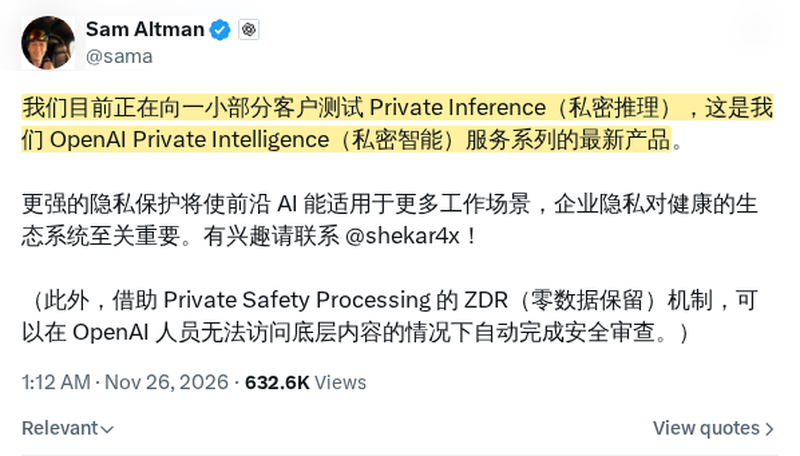 Sam Altman
@sama
我们目前正在向一小部分客户测试 Private Inference（私密推理），这是我
们 OpenAI Private Intelligence（私密智能）服务系列的最新产品。
更强的隐私保护将使前沿 AI 能适用于更多工作场景，企业隐私对健康的生
态系统至关重要。有兴趣请联系 @shekar4x！
（此外，借助 Private Safety Processing 的 ZDR（零数据保留）机制，可
以在 OpenAI 人员无法访问底层内容的情况下自动完成安全审查。）
1:12 AM · Nov 26, 2026 · 632.6K Views
Relevant
View quotes